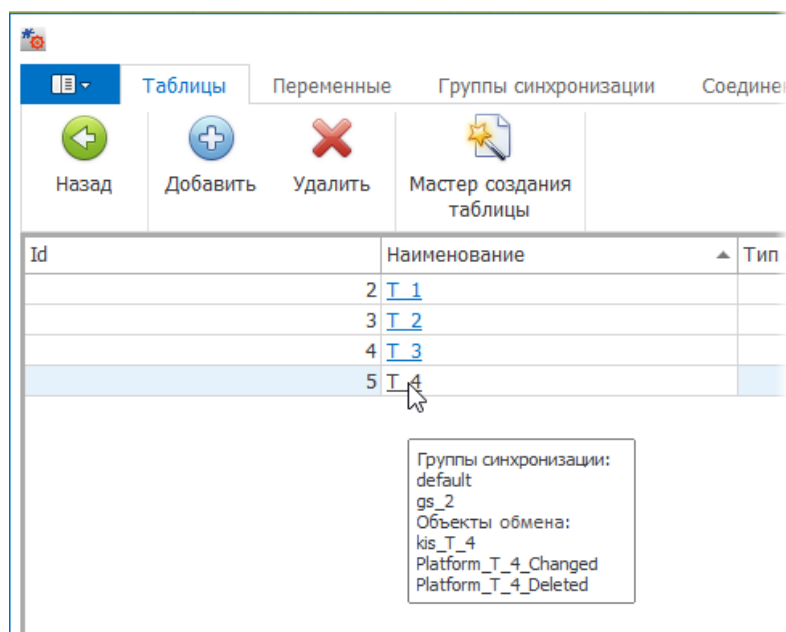 Таблицы Переменные Группы синхронизации
Назад Добавить Удалить Мастер создания
таблицы
Id Наименование Тип
2 T_1
3 T_2
4 T_3
5 T_4
Группы синхронизации:
default
gs_2
Объекты обмена:
kis_T_4
Platform_T_4_Changed
Platform_T_4_Deleted